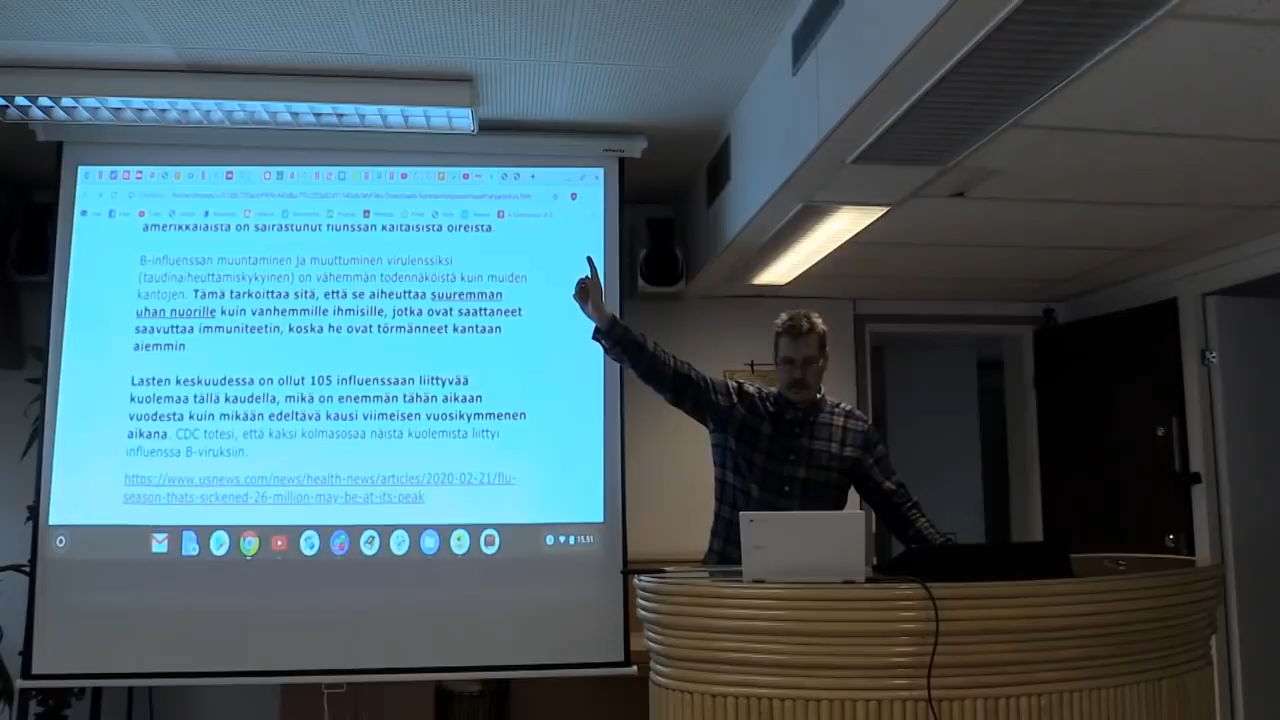 amerikkalaista on sairastunut flunssan kaltaisista oireista.
B-influenssan muuntaminen ja muuttuminen virulenssiksi
(taudinaiheuttamiskykyinen) on vähemmän todennäköistä kuin muiden
kantojen. Tämä tarkoittaa sitä, että se aiheuttaa suuremman
uhan nuorille kuin vanhemmille ihmisille, jotka ovat saattaneet
saavuttaa immuniteetin, koska he ovat törmänneet kantaan
aiemmin.
Lasten keskuudessa on ollut 105 influenssaan liittyvää
kuolemaa tällä kaudella, mikä on enemmän tähän aikaan
vuodesta kuin mikään edeltävä kausi viimeisen vuosikymmenen
aikana. CDC totesi, että kaksi kolmasosaa näistä kuolemista liittyi
influenssa B-viruksiin.
https://www.usnews.com/news/health-news/articles/2020-02-21/flu-
season-thats-sickened-26-million-may-be-at-its-peak
15.51